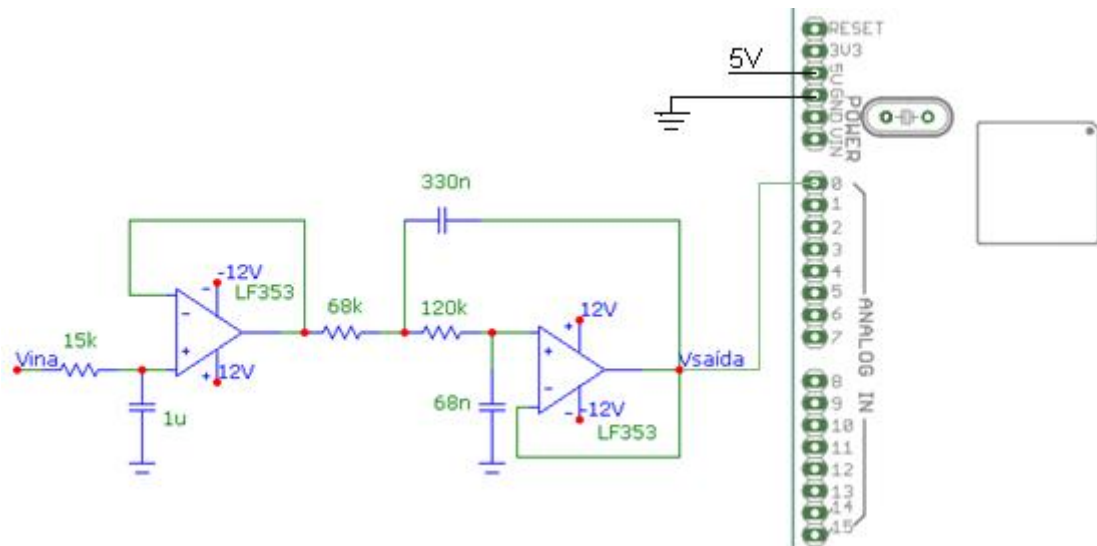 RESET
3V3
5V
5V
GND
VIN
POWER
0
1
2
3
4
5
6
7
ANALOG IN
8
9
10
11
12
13
14
15
330n
-12V
LF353
68k
120k
12V
15k
Vina
12V
1u
Vsaída
68n
-12V
LF353